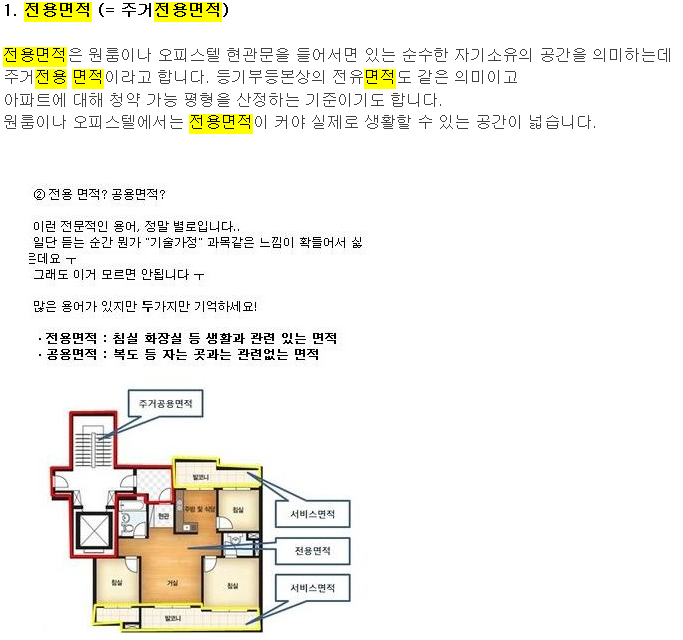 1. 전용면적 (= 주거전용면적)
전용면적은 원룸이나 오피스텔 현관문을 들어서면 있는 순수한 자기소유의 공간을 의미하는데
주거전용 면적이라고 합니다. 등기부등본상의 전유면적도 같은 의미이고
아파트에 대해 청약 가능 평형을 산정하는 기준이기도 합니다.
원룸이나 오피스텔에서는 전용면적이 커야 실제로 생활할 수 있는 공간이 넓습니다.
② 전용 면적? 공용면적?
이런 전문적인 용어, 정말 별로입니다..
일단 듣는 순간 뭔가 "기술가정" 과목같은 느낌이 확들어서 싫
은데요 ㅜ
그래도 이거 모르면 안됩니다 ㅜ
많은 용어가 있지만 두가지만 기억하세요!
· 전용면적 : 침실 화장실 등 생활과 관련 있는 면적
· 공용면적 : 복도 등 자는 곳과는 관련없는 면적
주거공용면적
발코니
주방 및 식당
침실
현관
서비스면적
전용면적
침실
거실
침실
서비스면적
발코니